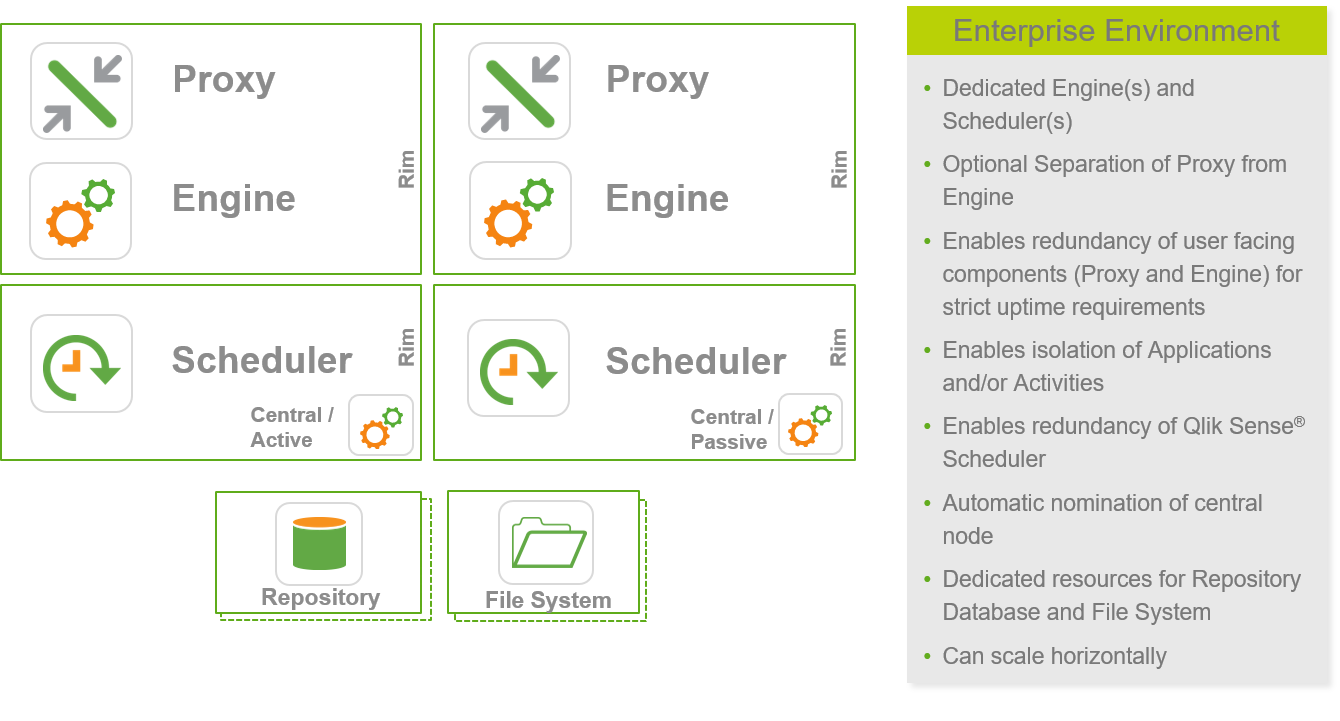 Proxy
Engine
Rim
Proxy
Engine
Rim
Scheduler
Rim
Central /
Active
Scheduler
Rim
Central /
Passive
Repository
File System
Enterprise Environment
• Dedicated Engine(s) and
Scheduler(s)
• Optional Separation of Proxy from
Engine
• Enables redundancy of user facing
components (Proxy and Engine) for
strict uptime requirements
• Enables isolation of Applications
and/or Activities
• Enables redundancy of Qlik Sense®
Scheduler
• Automatic nomination of central
node
• Dedicated resources for Repository
Database and File System
• Can scale horizontally